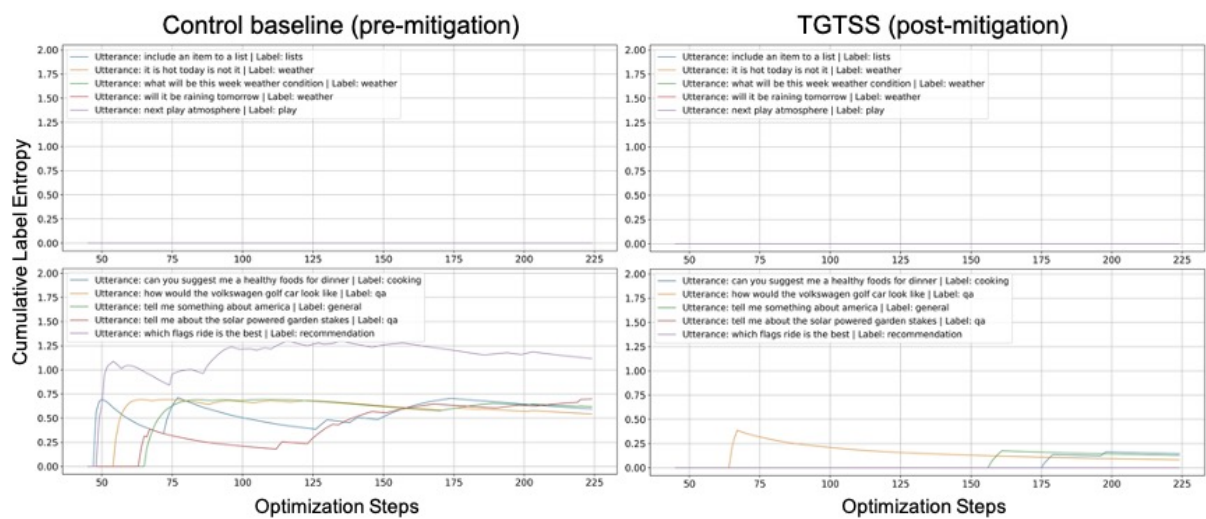 Control baseline (pre-mitigation)
TGTSS (post-mitigation)
Cumulative Label Entropy
2.00
1.75
1.50
1.25
1.00
0.75
0.50
0.25
0.00
Utterance: include an item to a list | Label: lists
Utterance: it is hot today is not it | Label: weather
Utterance: what will be this week weather condition | Label: weather
Utterance: will it be raining tomorrow | Label: weather
Utterance: next play atmosphere | Label: play
50 75 100 125 150 175 200 225
2.00
1.75
1.50
1.25
1.00
0.75
0.50
0.25
0.00
Utterance: include an item to a list | Label: lists
Utterance: it is hot today is not it | Label: weather
Utterance: what will be this week weather condition | Label: weather
Utterance: will it be raining tomorrow | Label: weather
Utterance: next play atmosphere | Label: play
50 75 100 125 150 175 200 225
2.00
1.75
1.50
1.25
1.00
0.75
0.50
0.25
0.00
Utterance: can you suggest me a healthy foods for dinner | Label: cooking
Utterance: how would the volkswagen golf car look like | Label: qa
Utterance: tell me something about america | Label: general
Utterance: tell me about the solar powered garden stakes | Label: qa
Utterance: which flags ride is the best | Label: recommendation
50 75 100 125 150 175 200 225
Optimization Steps
2.00
1.75
1.50
1.25
1.00
0.75
0.50
0.25
0.00
Utterance: can you suggest me a healthy foods for dinner | Label: cooking
Utterance: how would the volkswagen golf car look like | Label: qa
Utterance: tell me something about america | Label: general
Utterance: tell me about the solar powered garden stakes | Label: qa
Utterance: which flags ride is the best | Label: recommendation
50 75 100 125 150 175 200 225
Optimization Steps